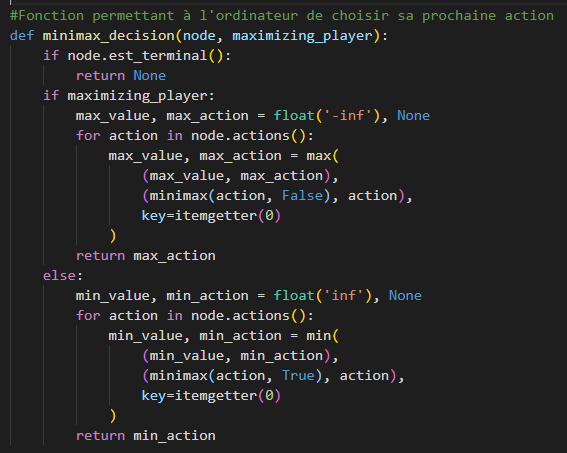 #Fonction permettant à l'ordinateur de choisir sa prochaine action
def minimax_decision(node, maximizing_player):
    if node.est_terminal():
        return None
    if maximizing_player:
        max_value, max_action = float('-inf'), None
        for action in node.actions():
            max_value, max_action = max(
                (max_value, max_action),
                (minimax(action, False), action),
                key=itemgetter(0)
            )
        return max_action
    else:
        min_value, min_action = float('inf'), None
        for action in node.actions():
            min_value, min_action = min(
                (min_value, min_action),
                (minimax(action, True), action),
                key=itemgetter(0)
            )
        return min_action